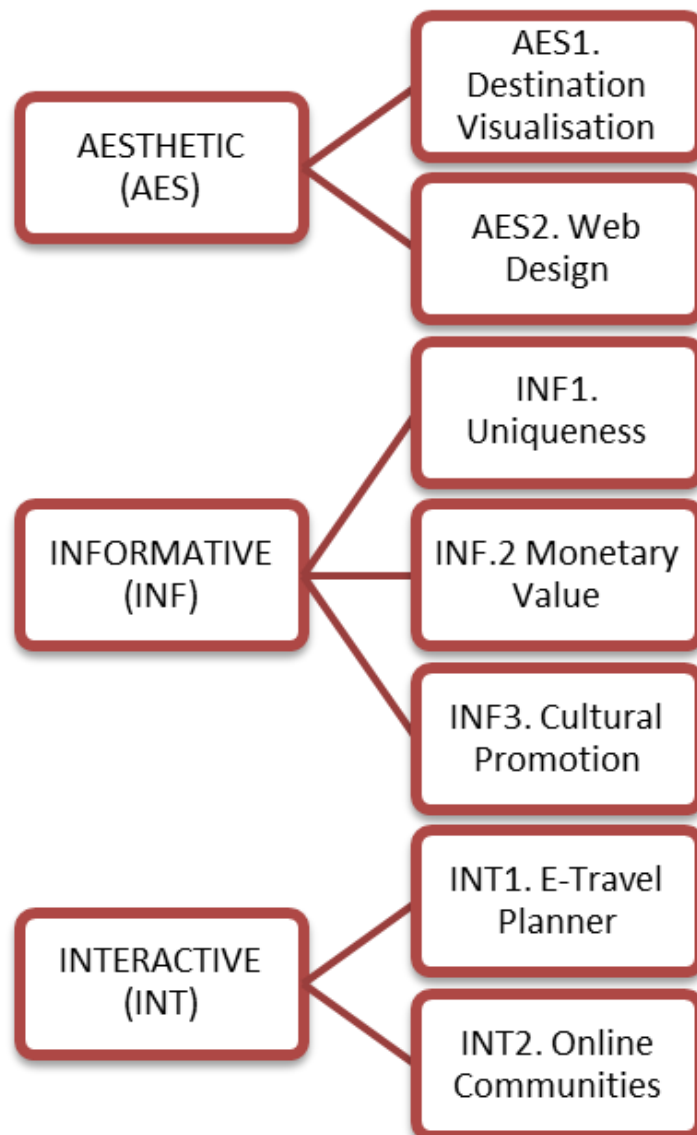 AESTHETIC
(AES)
AES1.
Destination
Visualisation
AES2. Web
Design
INFORMATIVE
(INF)
INF1.
Uniqueness
INF.2 Monetary
Value
INF3. Cultural
Promotion
INTERACTIVE
(INT)
INT1. E-Travel
Planner
INT2. Online
Communities